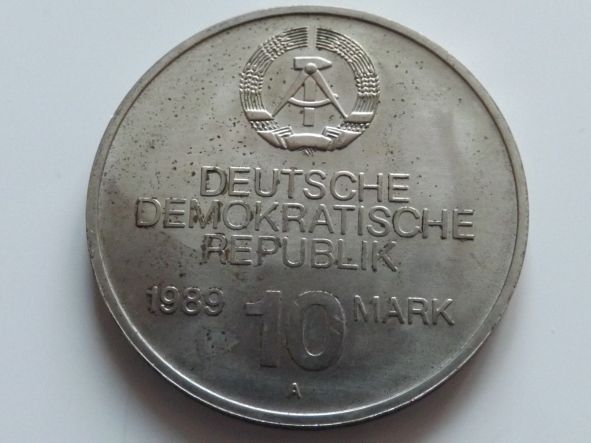 DEUTSCHE
DEMOKRATISCHE
REPUBLIK
1989 10 MARK
A